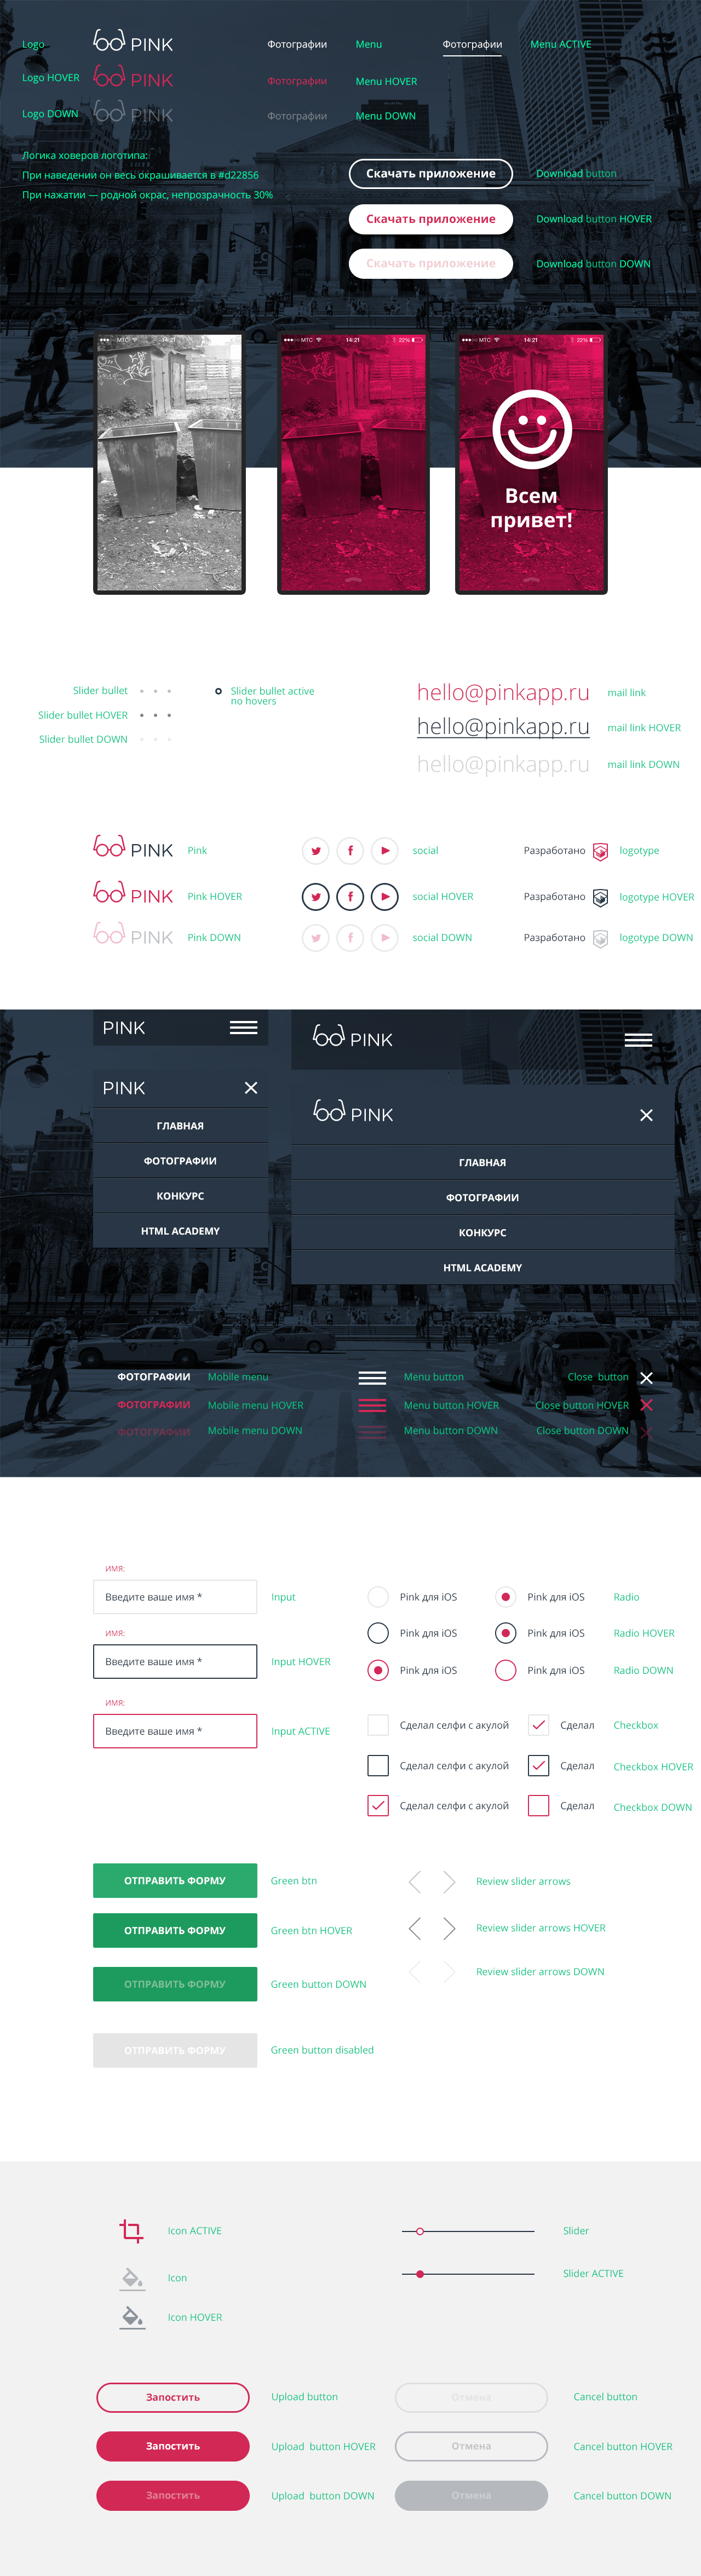 Logo
PINK
Фотографии
Menu
Фотографии
Menu ACTIVE
Logo HOVER
PINK
Фотографии
Menu HOVER
Logo DOWN
PINK
Фотографии
Menu DOWN
Логика ховеров логотипа:
При наведении он весь окрашивается в #d22856
При нажатии — родной окрас, непрозрачность 30%
Скачать приложение
Download button
Скачать приложение
Download button HOVER
Скачать приложение
Download button DOWN
МТС 14:21 22%
МТС 14:21 22%
МТС 14:21 22%
Всем
привет!
Slider bullet
Slider bullet active
no hovers
Slider bullet HOVER
Slider bullet DOWN
hello@pinkapp.ru
mail link
hello@pinkapp.ru
mail link HOVER
hello@pinkapp.ru
mail link DOWN
PINK
Pink
social
Разработано
logotype
PINK
Pink HOVER
social HOVER
Разработано
logotype HOVER
PINK
Pink DOWN
social DOWN
Разработано
logotype DOWN
PINK
PINK
PINK
ГЛАВНАЯ
ФОТОГРАФИИ
КОНКУРС
HTML ACADEMY
PINK
ГЛАВНАЯ
ФОТОГРАФИИ
КОНКУРС
HTML ACADEMY
ФОТОГРАФИИ
Mobile menu
Menu button
Close button
ФОТОГРАФИИ
Mobile menu HOVER
Menu button HOVER
Close button HOVER
ФОТОГРАФИИ
Mobile menu DOWN
Menu button DOWN
Close button DOWN
ИМЯ:
Введите ваше имя *
Input
ИМЯ:
Введите ваше имя *
Input HOVER
ИМЯ:
Введите ваше имя *
Input ACTIVE
Pink для iOS
Pink для iOS
Radio
Pink для iOS
Pink для iOS
Radio HOVER
Pink для iOS
Pink для iOS
Radio DOWN
Сделал селфи с акулой
Сделал
Checkbox
Сделал селфи с акулой
Сделал
Checkbox HOVER
Сделал селфи с акулой
Сделал
Checkbox DOWN
ОТПРАВИТЬ ФОРМУ
Green btn
Review slider arrows
ОТПРАВИТЬ ФОРМУ
Green btn HOVER
Review slider arrows HOVER
ОТПРАВИТЬ ФОРМУ
Green button DOWN
Review slider arrows DOWN
ОТПРАВИТЬ ФОРМУ
Green button disabled
Icon ACTIVE
Slider
Icon
Slider ACTIVE
Icon HOVER
Запостить
Upload button
Отмена
Cancel button
Запостить
Upload button HOVER
Отмена
Cancel button HOVER
Запостить
Upload button DOWN
Отмена
Cancel button DOWN